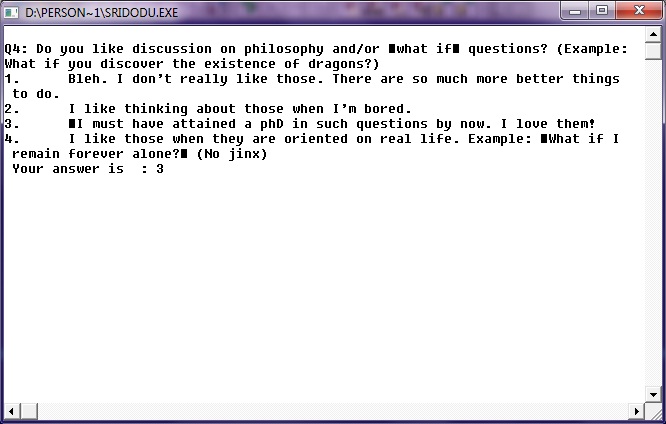 D:\PERSON~1\SRIDODU.EXE
Q4: Do you like discussion on philosophy and/or ■what if■ questions? (Example:
What if you discover the existence of dragons?)
1. Bleh. I don't really like those. There are so much more better things
to do.
2. I like thinking about those when I'm bored.
3. ■I must have attained a phD in such questions by now. I love them!
4. I like those when they are oriented on real life. Example: ■What if I
remain forever alone?■ (No jinx)
Your answer is : 3